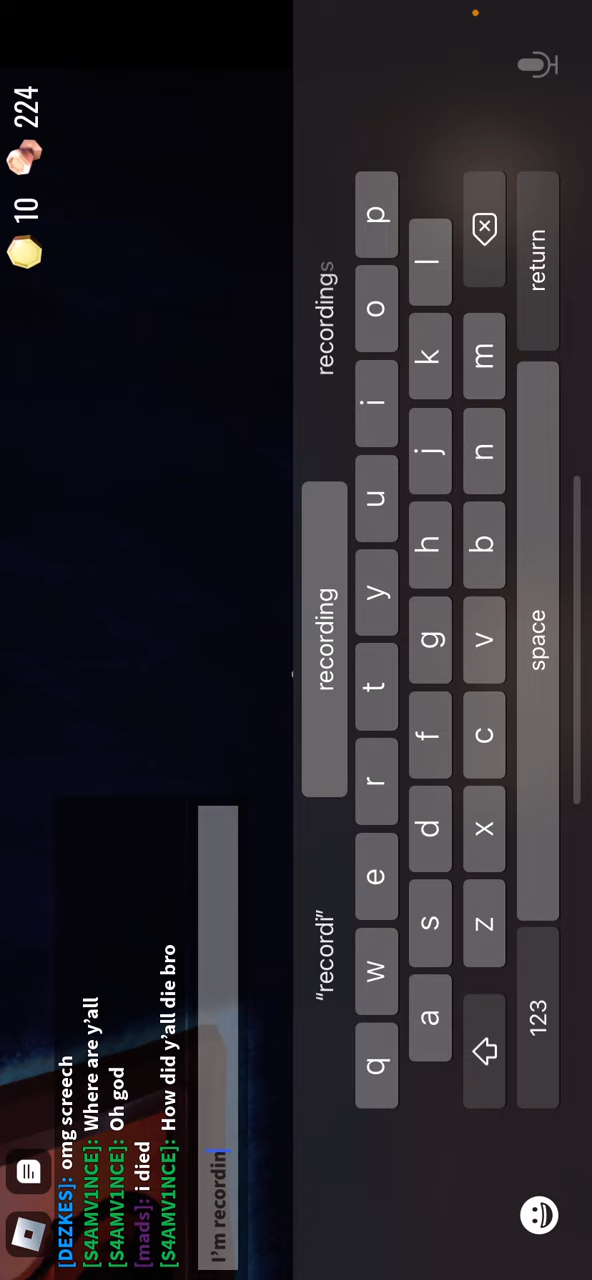 10 224
[DEZKES]: omg screech
[S4AMV1NCE]: Where are y'all
[S4AMV1NCE]: Oh god
[mads]: i died
[S4AMV1NCE]: How did y'all die bro
I'm recordin
"recordi" recording recordings
q w e r t y u i o p
a s d f g h j k l
z x c v b n m
123 space return